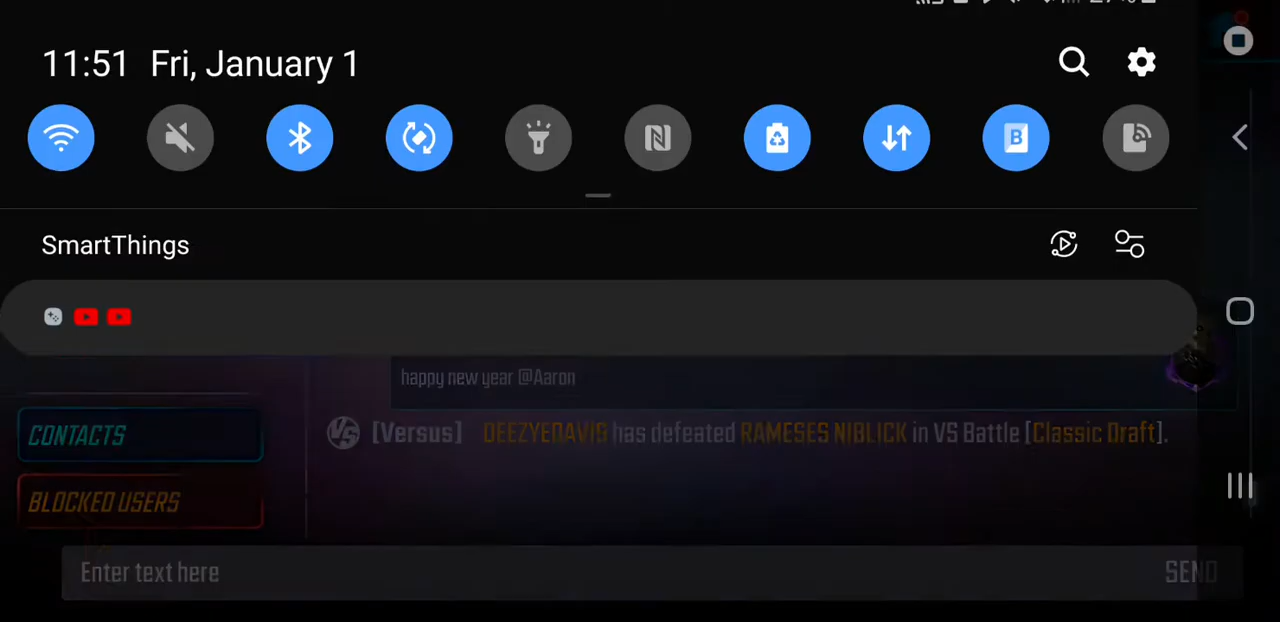 11:51 Fri, January 1
SmartThings
happy new year @Aaron
CONTACTS
[Versus] DEEZYEDAVIS has defeated RAMESES NIBLICK in VS Battle [Classic Draft].
BLOCKED USERS
Enter text here
SEND